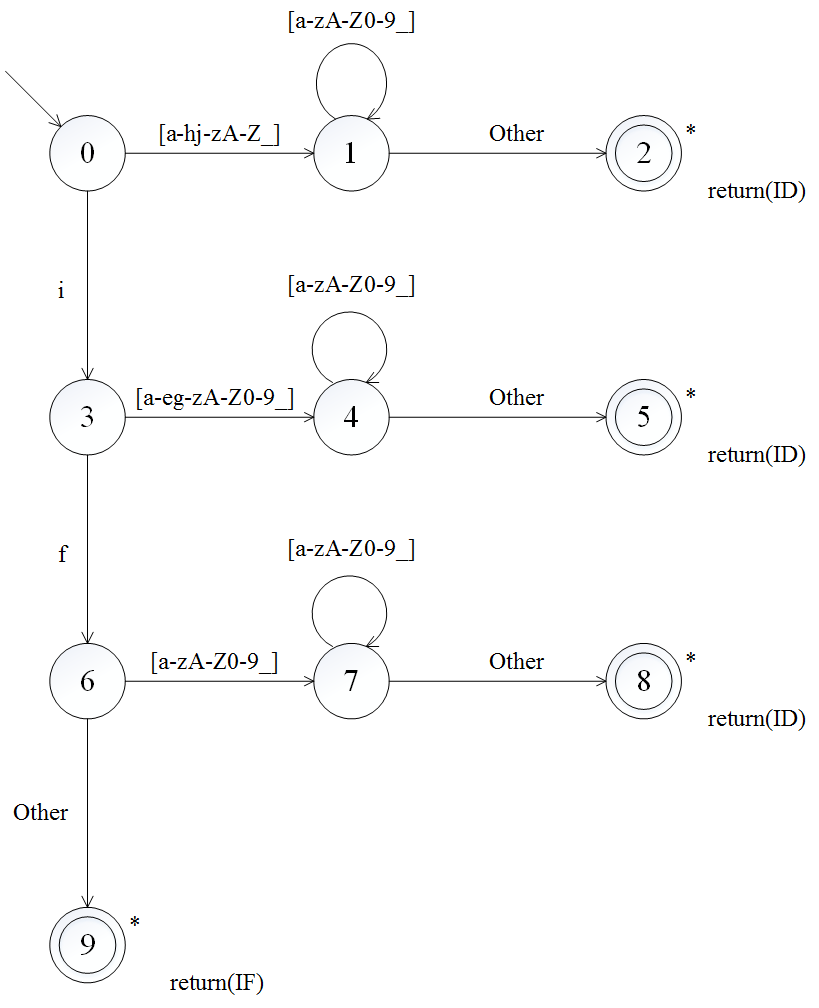 [a-zA-Z0-9_]
0
[a-hj-zA-Z_]
1
Other
2
*
return(ID)
i
[a-zA-Z0-9_]
3
[a-eg-zA-Z0-9_]
4
Other
5
*
return(ID)
f
[a-zA-Z0-9_]
6
[a-zA-Z0-9_]
7
Other
8
*
return(ID)
Other
9
*
return(IF)